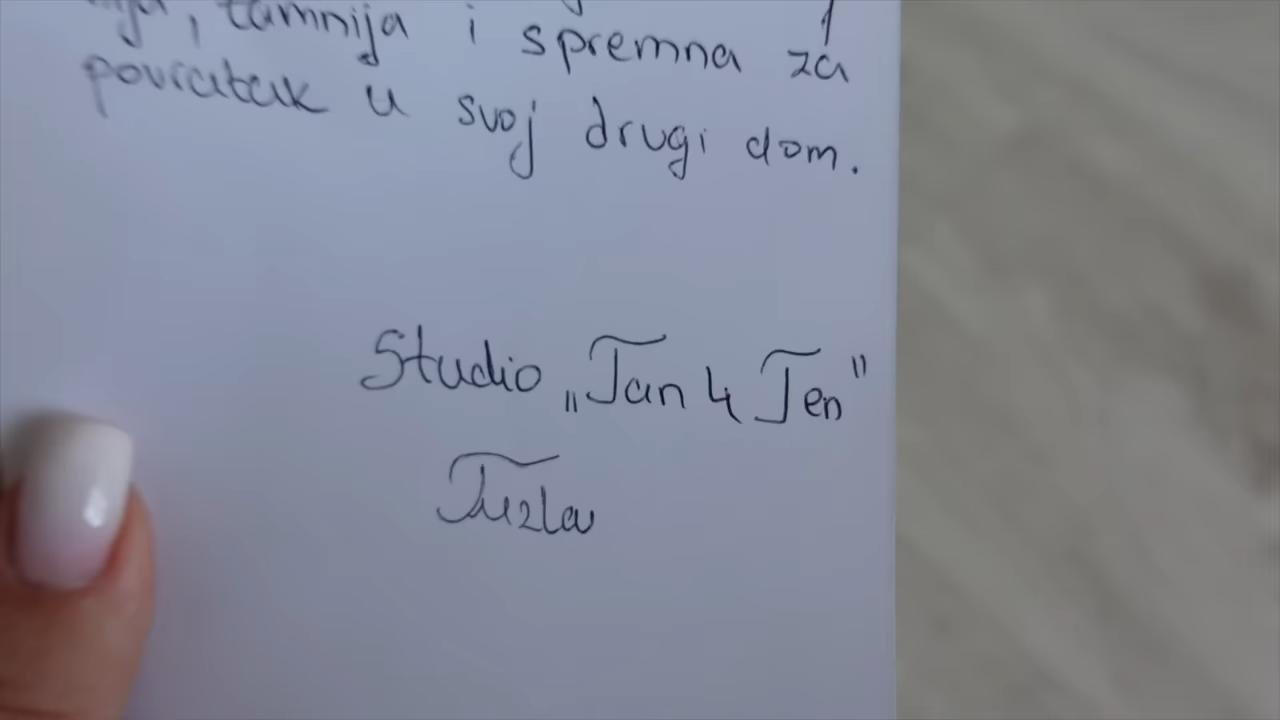 tamnija i spremna za
povratak u svoj drugi dom.
Studio „Tan 4 Ten"
Tuzla